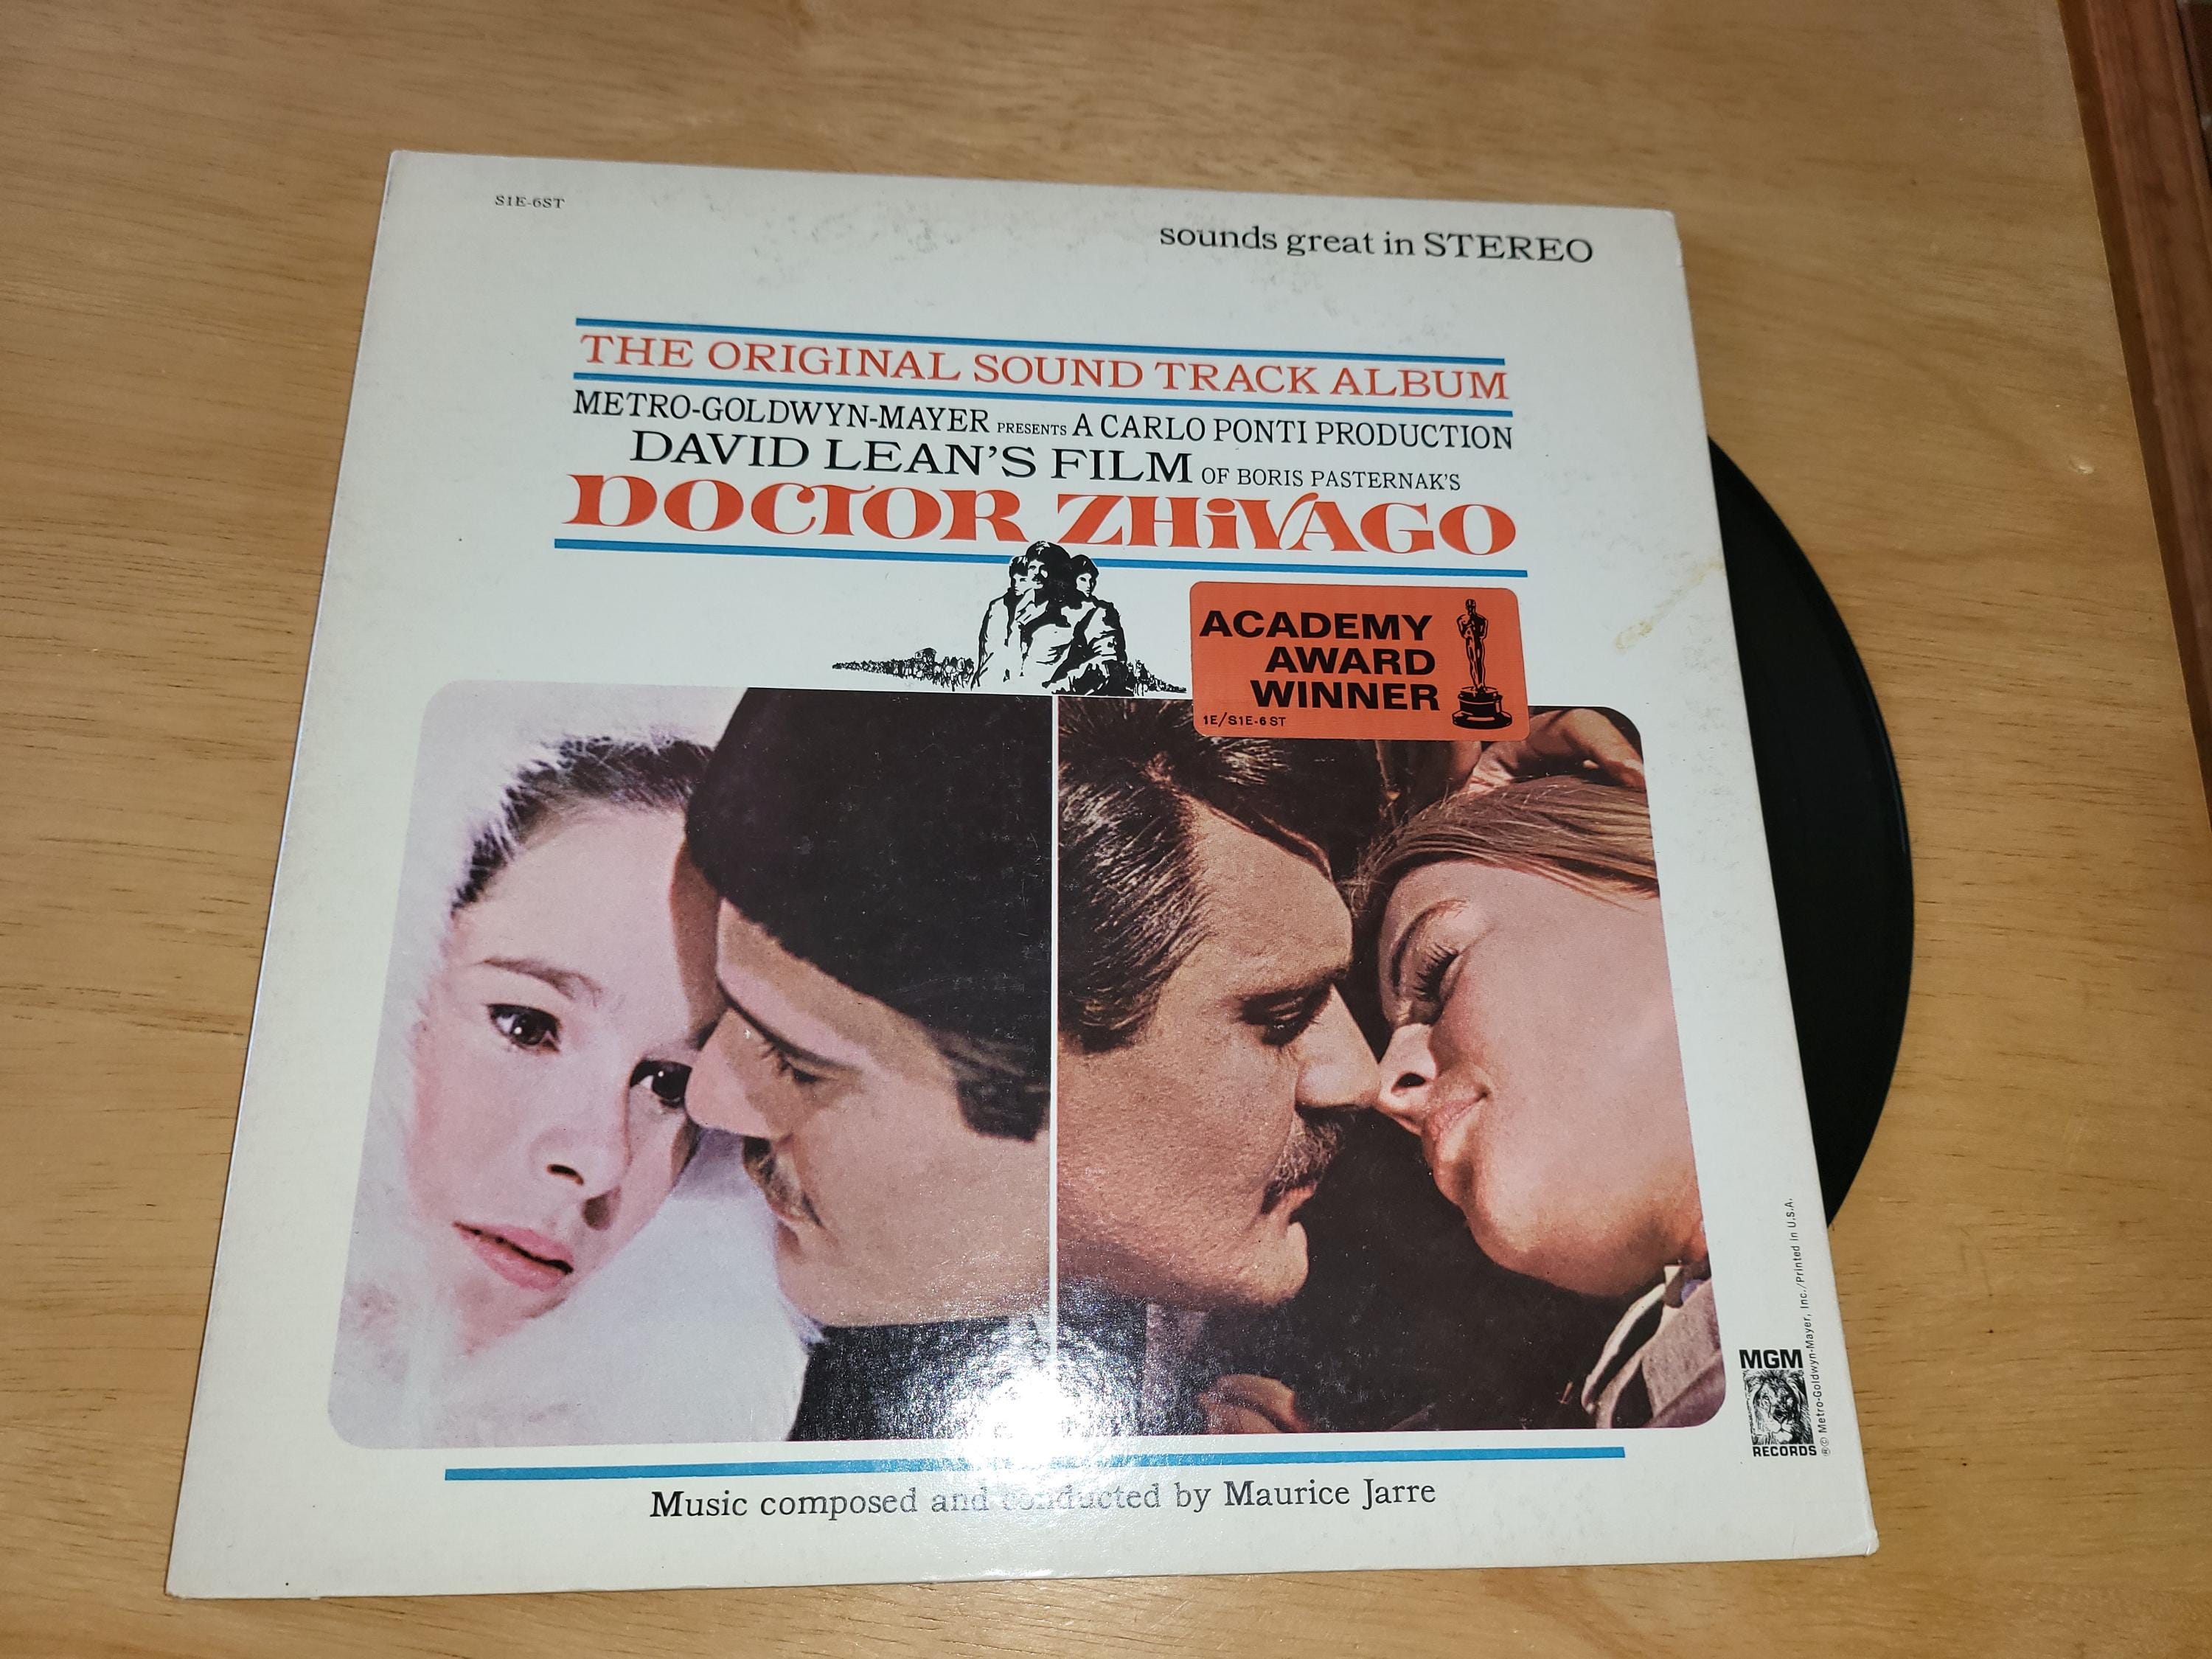 S1E-6ST
sounds great in STEREO
THE ORIGINAL SOUND TRACK ALBUM
METRO-GOLDWYN-MAYER PRESENTS A CARLO PONTI PRODUCTION
DAVID LEAN'S FILM OF BORIS PASTERNAK'S
DOCTOR ZHiVAGO
ACADEMY
AWARD
WINNER
1E/S1E-6 ST
MGM
RECORDS
®© Metro-Goldwyn-Mayer, Inc./Printed in U.S.A.
Music composed and conducted by Maurice Jarre